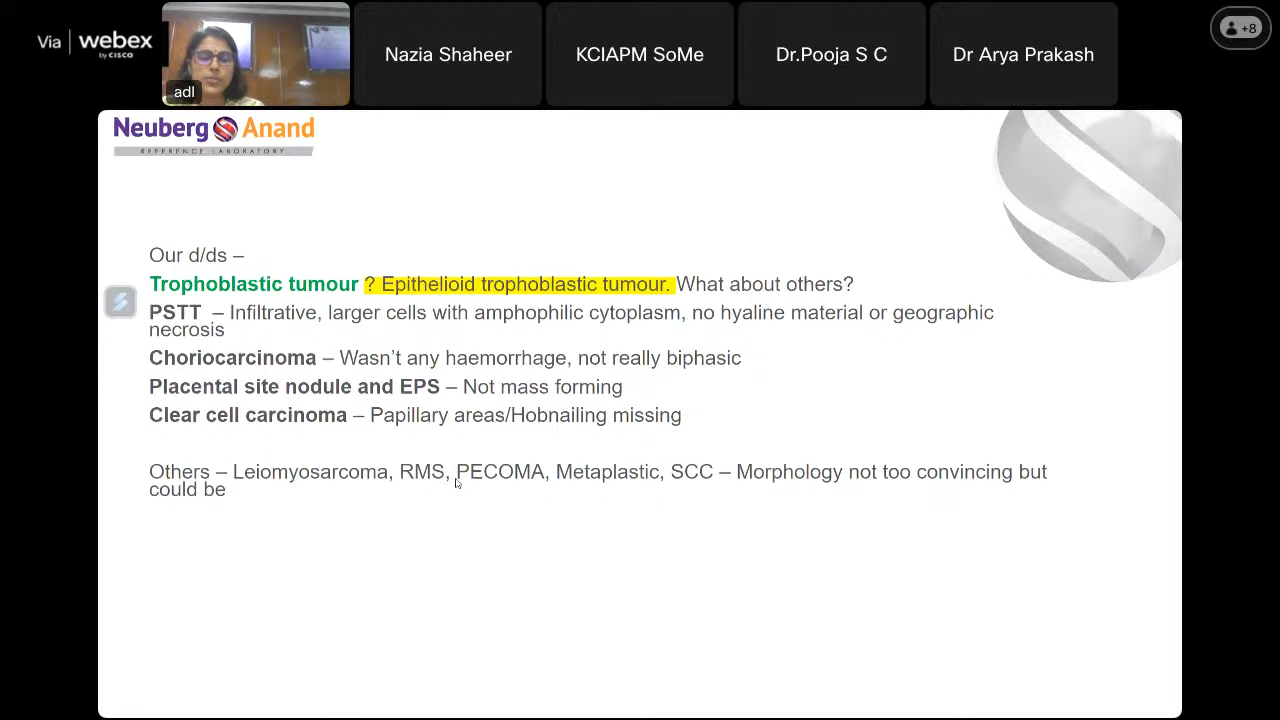 Via webex
by CISCO
adl
Nazia Shaheer
KCIAPM SoMe
Dr.Pooja S C
Dr Arya Prakash
+8
Neuberg Anand
REFERENCE LABORATORY
Our d/ds –
Trophoblastic tumour ? Epithelioid trophoblastic tumour. What about others?
PSTT – Infiltrative, larger cells with amphophilic cytoplasm, no hyaline material or geographic
necrosis
Choriocarcinoma – Wasn't any haemorrhage, not really biphasic
Placental site nodule and EPS – Not mass forming
Clear cell carcinoma – Papillary areas/Hobnailing missing
Others – Leiomyosarcoma, RMS, PECOMA, Metaplastic, SCC – Morphology not too convincing but
could be